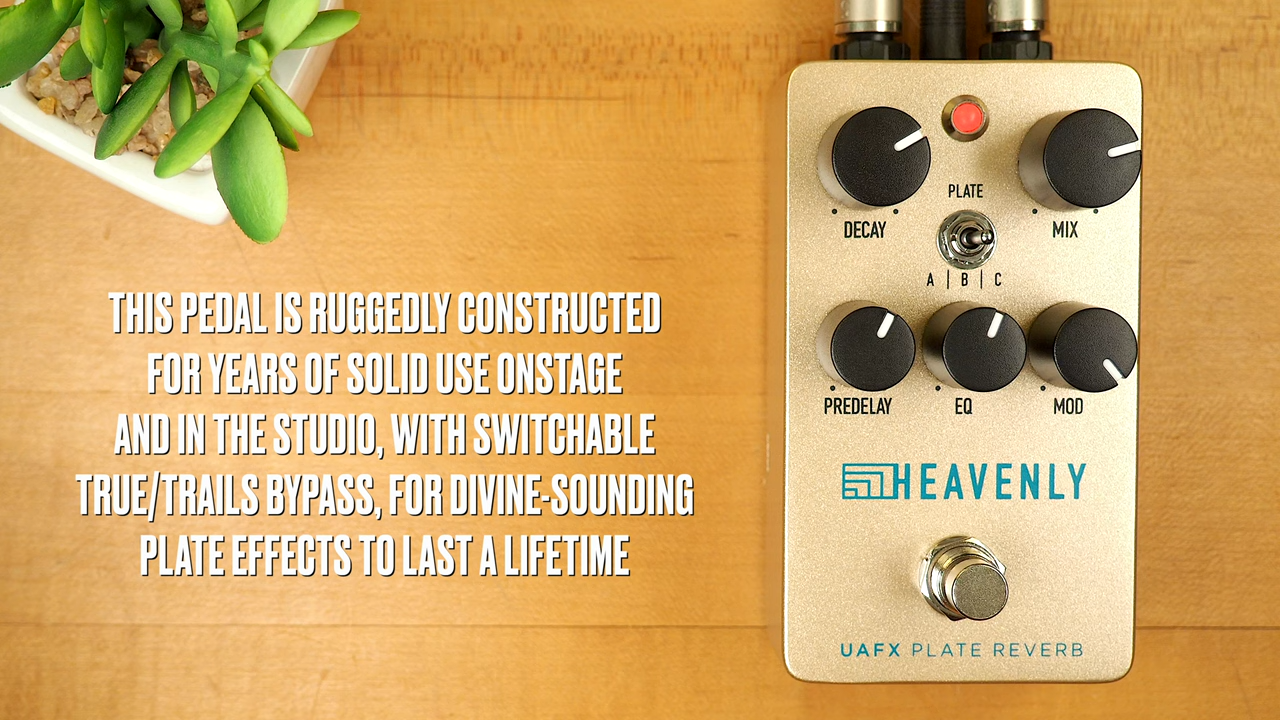 THIS PEDAL IS RUGGEDLY CONSTRUCTED
FOR YEARS OF SOLID USE ONSTAGE
AND IN THE STUDIO, WITH SWITCHABLE
TRUE/TRAILS BYPASS, FOR DIVINE-SOUNDING
PLATE EFFECTS TO LAST A LIFETIME
PLATE
DECAY
MIX
A | B | C
PREDELAY
EQ
MOD
HEAVENLY
UAFX PLATE REVERB